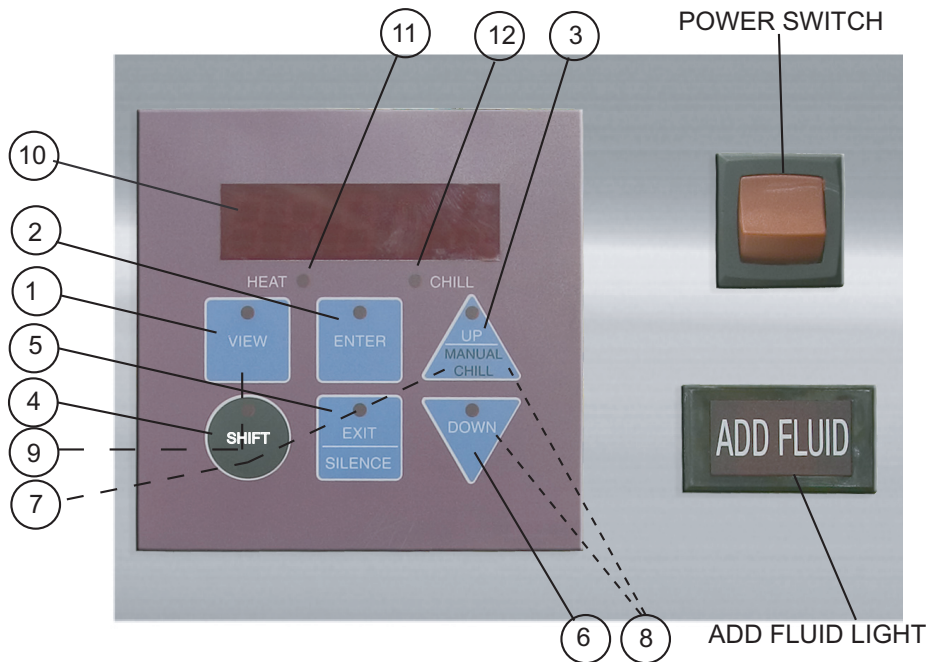 11
12
3
POWER SWITCH
10
2
HEAT
CHILL
1
VIEW
ENTER
UP
MANUAL
CHILL
5
4
SHIFT
EXIT
DOWN
ADD FLUID
9
SILENCE
7
6
8
ADD FLUID LIGHT